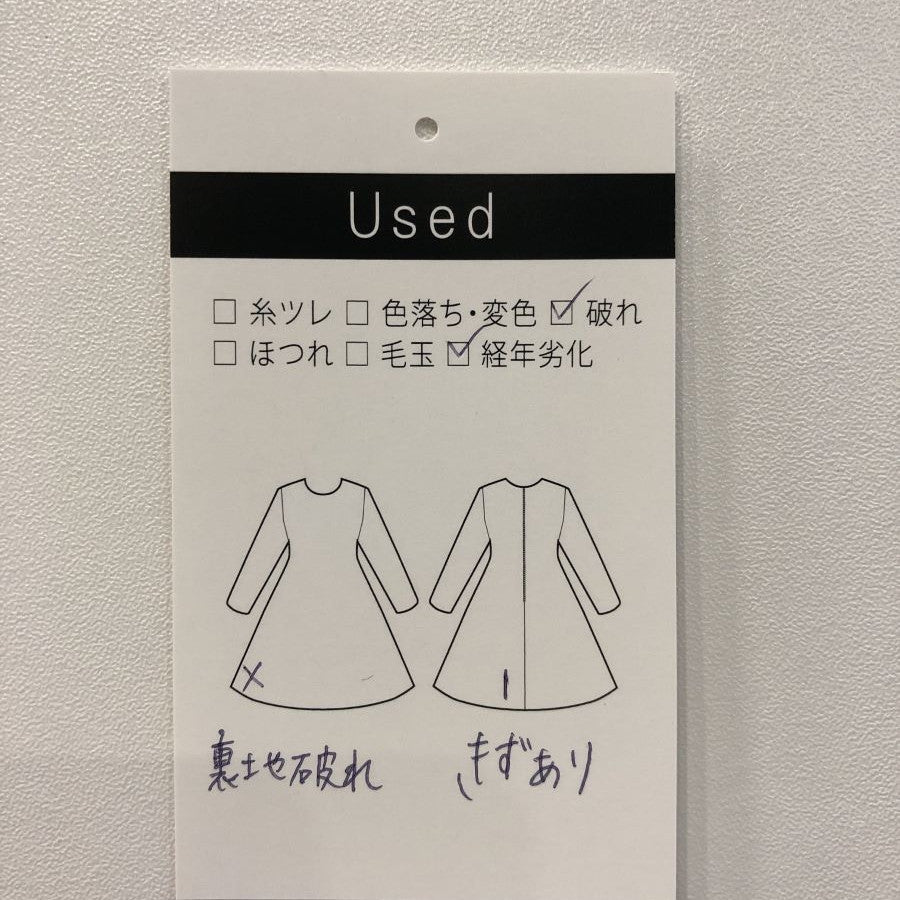 Used
□ 糸ツレ □ 色落ち・変色 ☑ 破れ
□ ほつれ □ 毛玉 ☑ 経年劣化
裏地破れ きずあり